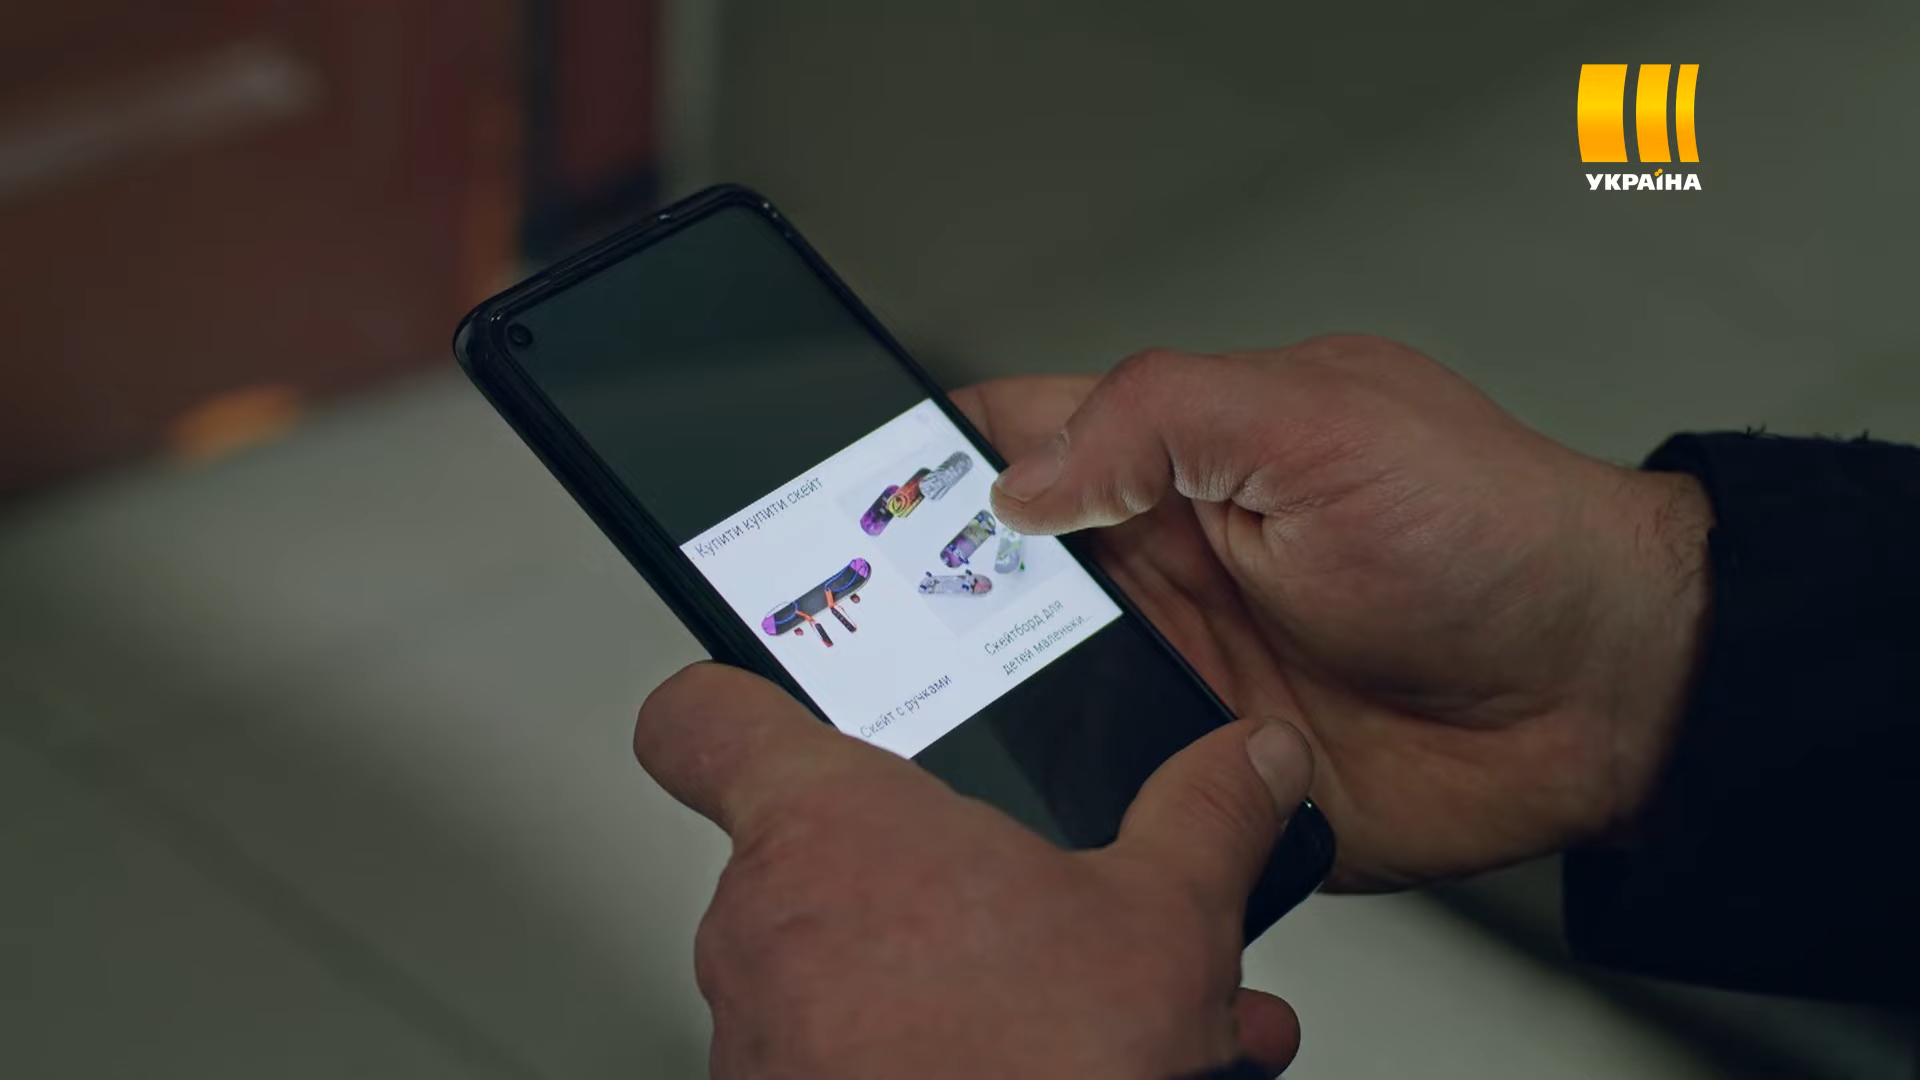 УКРАЇНА
Купити купити скейт
Скейтборд для
детей маленьки...
Скейт с ручками